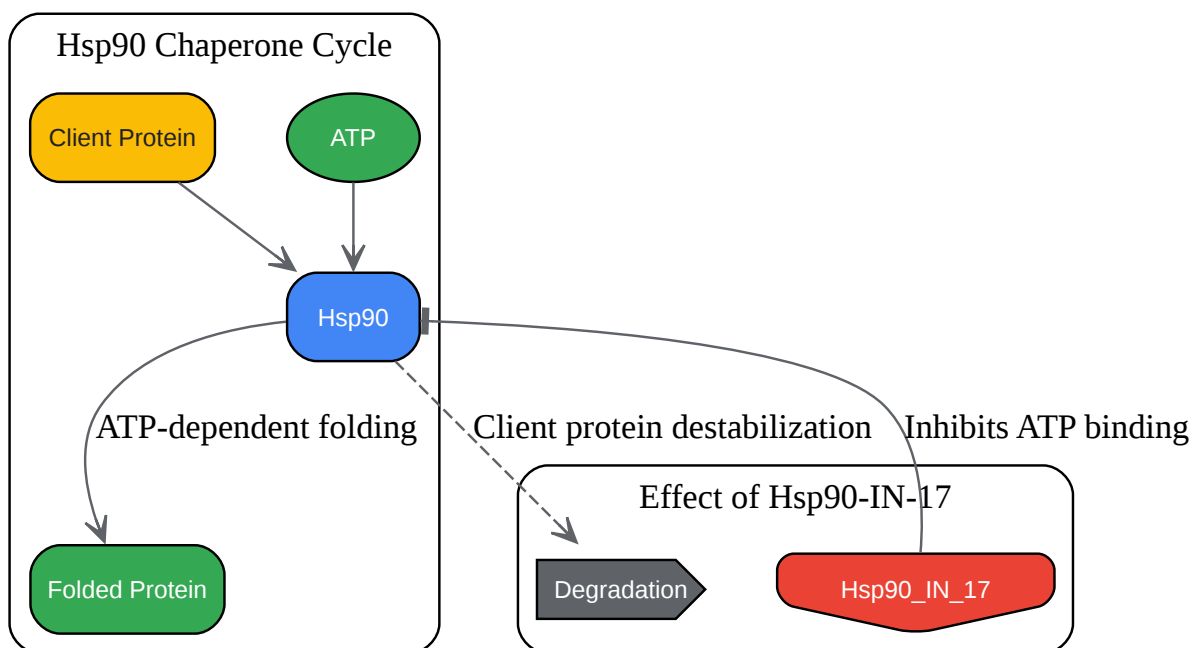 Hsp90 Chaperone Cycle
Client Protein
ATP
Hsp90
ATP-dependent folding
Client protein destabilization
Inhibits ATP binding
Effect of Hsp90-IN-17
Folded Protein
Degradation
Hsp90_IN_17